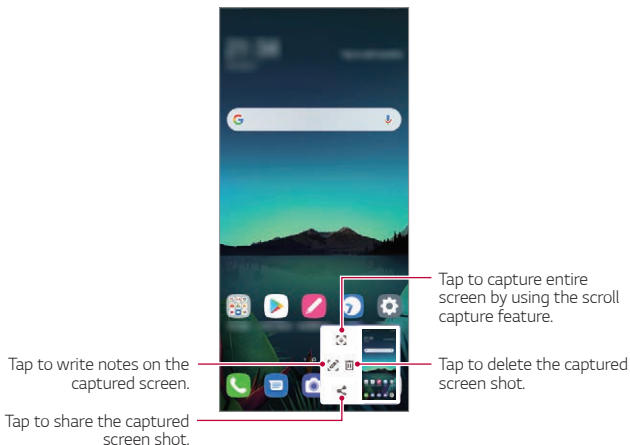 Tap to capture entire
screen by using the scroll
capture feature.
Tap to write notes on the
captured screen.
Tap to delete the captured
screen shot.
Tap to share the captured
screen shot.